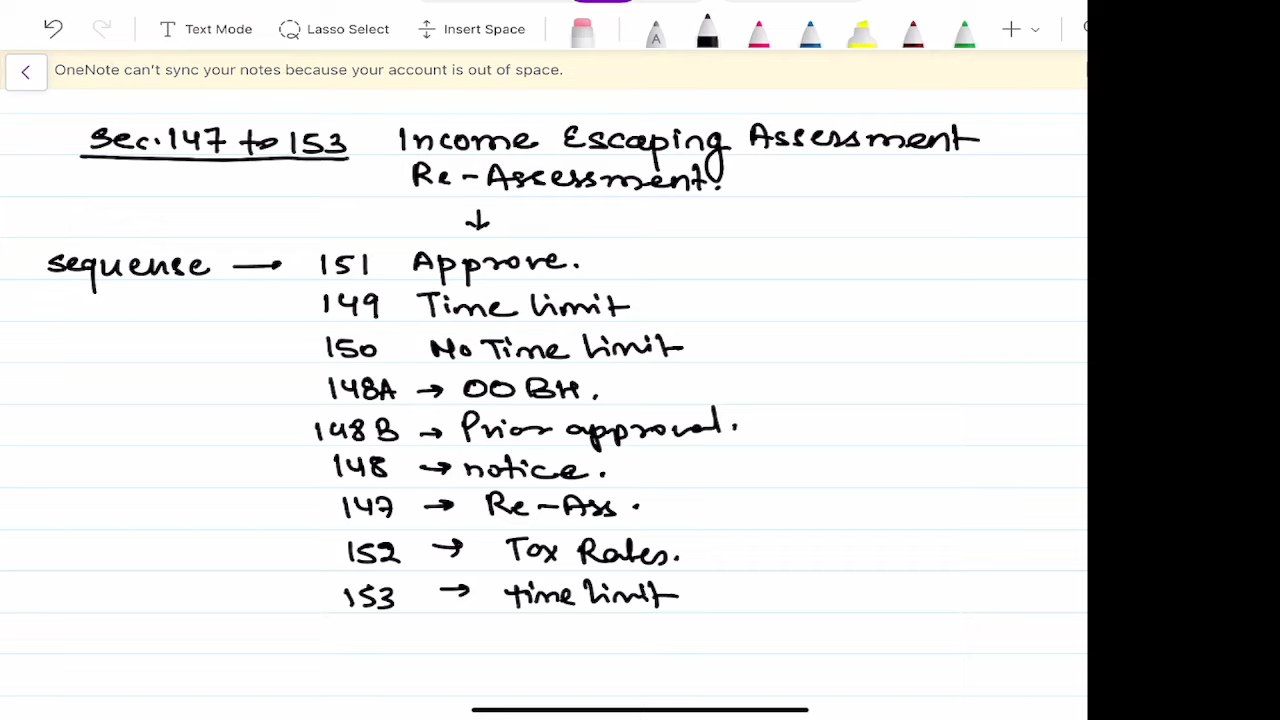 Text Mode Lasso Select Insert Space
A
OneNote can't sync your notes because your account is out of space.
Sec. 147 to 153 Income Escaping Assessment
Re-Assessment.
sequense → 151 Approve.
149 Time limit
150 No Time limit
148A → OOBH.
148B → Prior approval.
148 → notice.
147 → Re-Ass.
152 → Tax Rates.
153 → time limit